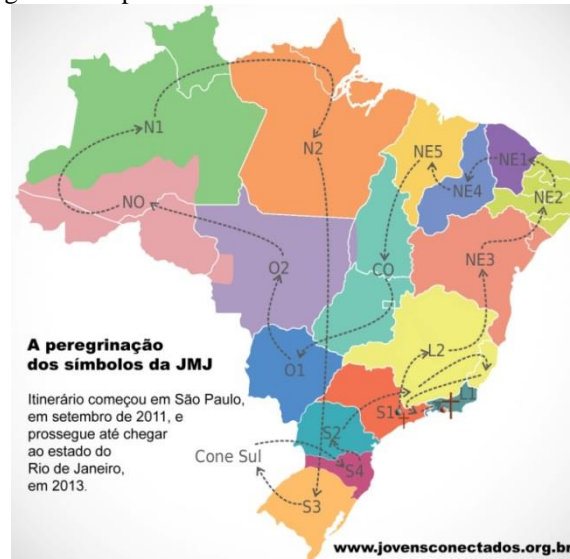 N1
N2
NE5
NE1
NE4
NE2
NO
CO
NE3
O2
O1
L2
L1
S1
S2
S4
Cone Sul
S3
A peregrinação
dos símbolos da JMJ
Itinerário começou em São Paulo,
em setembro de 2011, e
prossegue até chegar
ao estado do
Rio de Janeiro,
em 2013.
www.jovensconectados.org.br